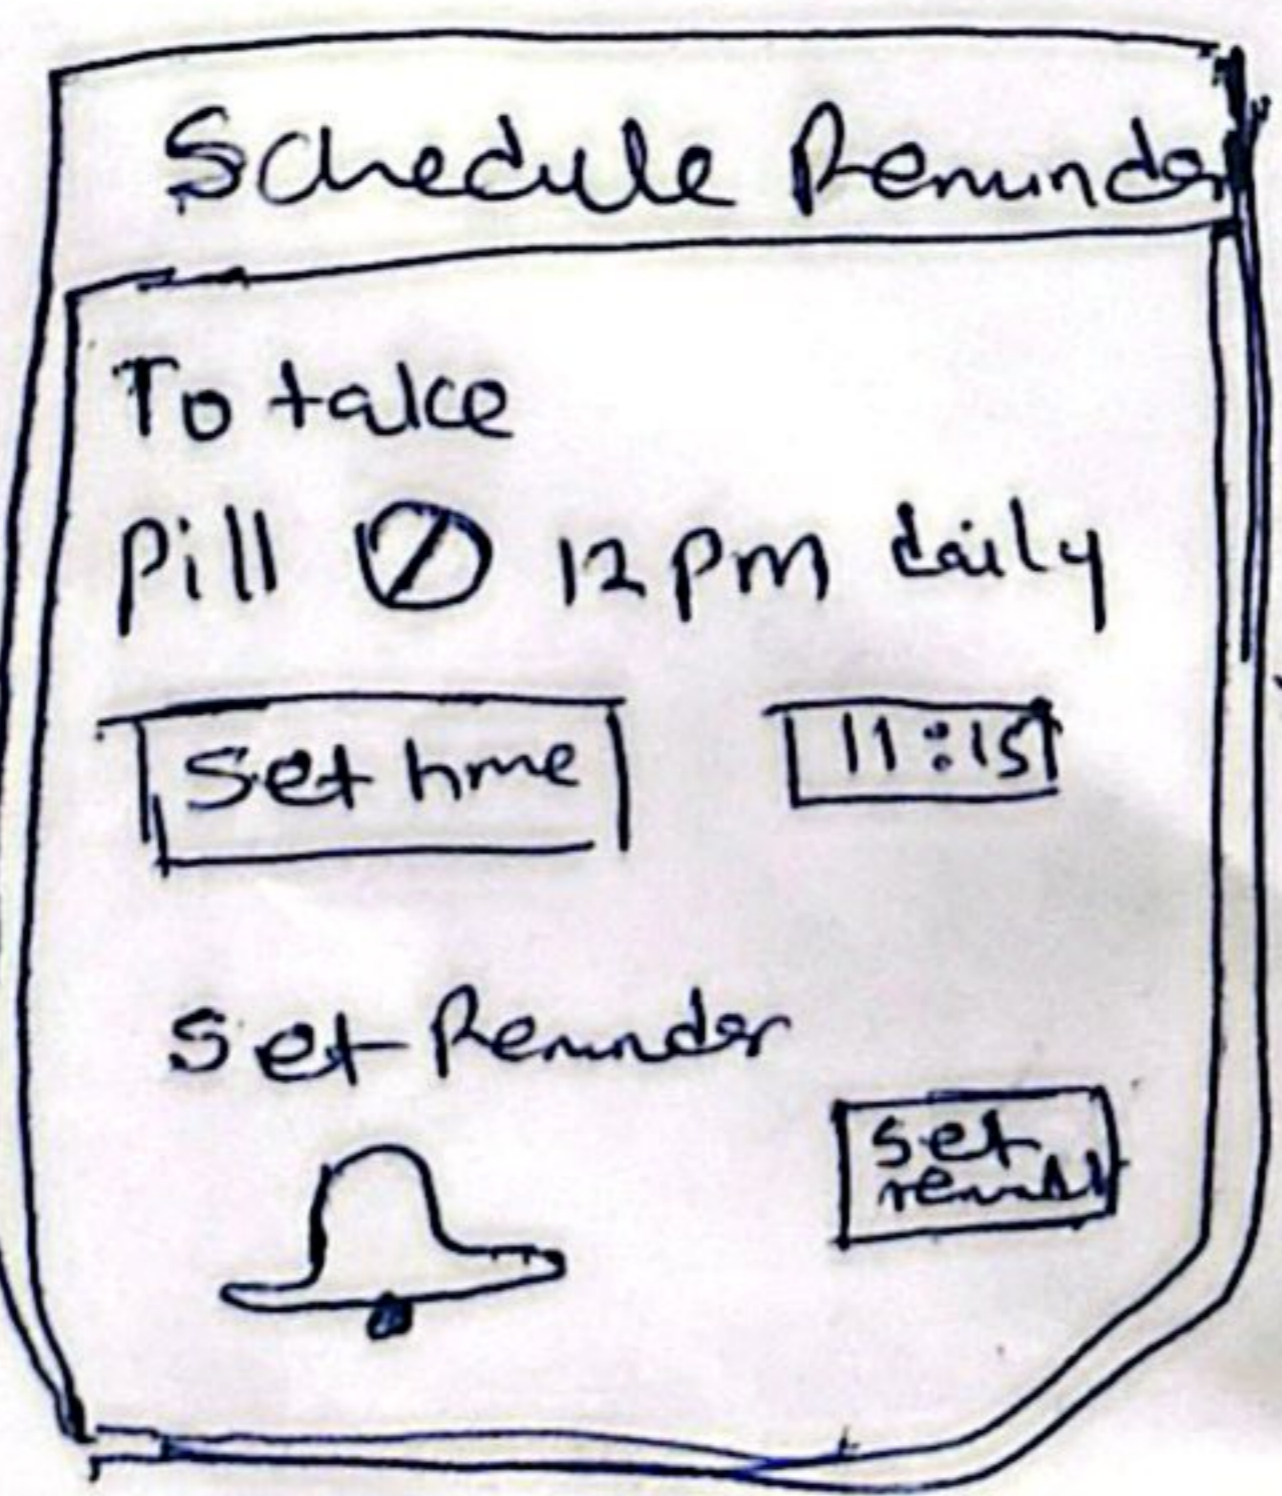 Schedule Reminder
To take
pill 12 pm daily
Set time 11:15
Set Reminder
set